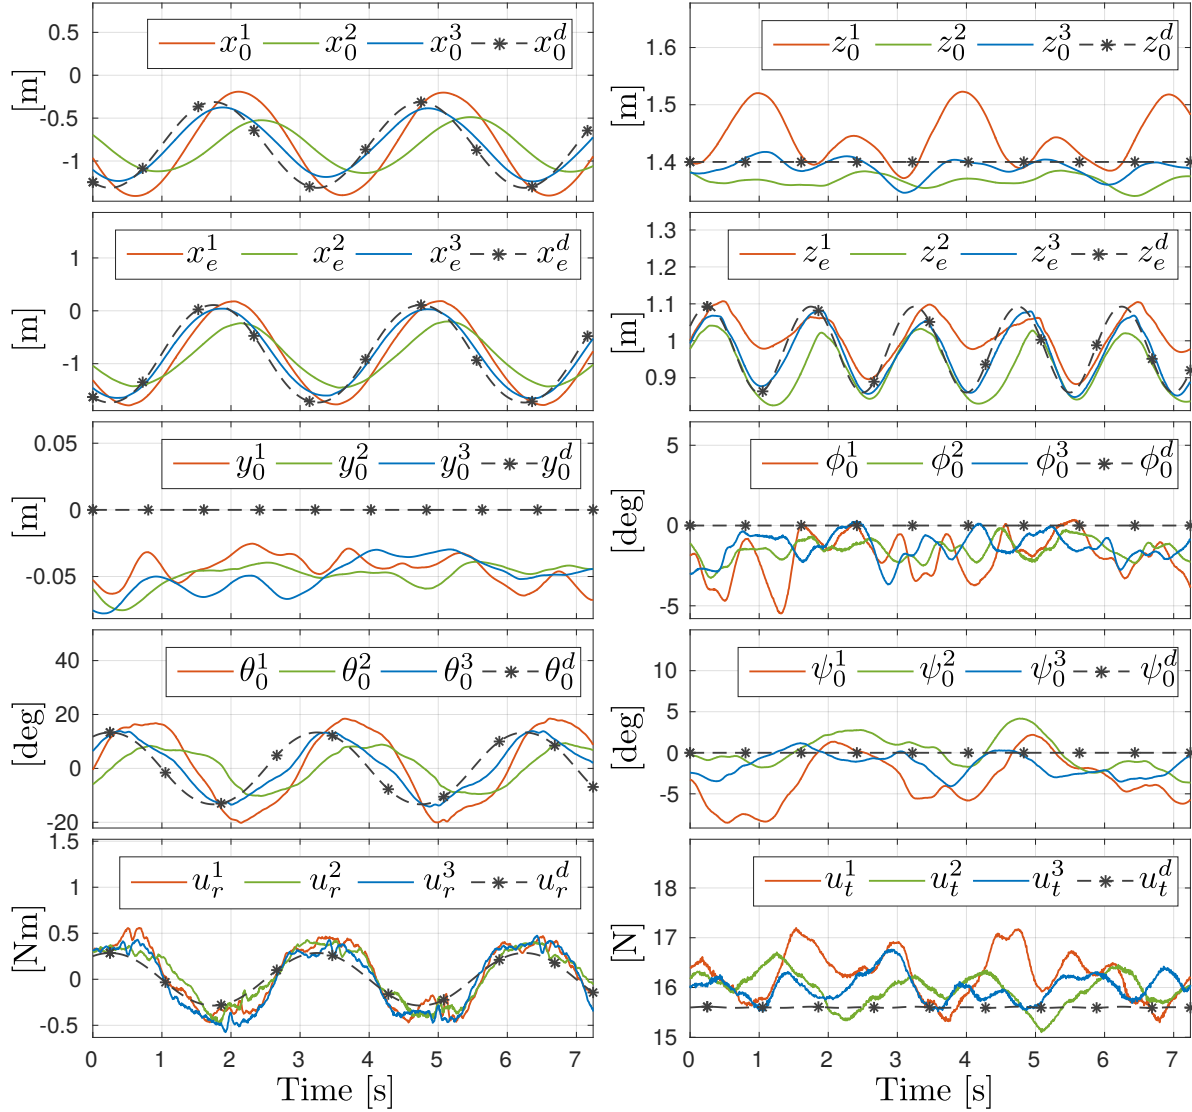 x_0^1 x_0^2 x_0^3 x_0^d
0.5
0
-0.5
-1
[m]
z_0^1 z_0^2 z_0^3 z_0^d
1.6
1.5
1.4
[m]
x_e^1 x_e^2 x_e^3 x_e^d
1
0
-1
[m]
z_e^1 z_e^2 z_e^3 z_e^d
1.3
1.2
1.1
1
0.9
[m]
y_0^1 y_0^2 y_0^3 y_0^d
0.05
0
-0.05
[m]
ϕ_0^1 ϕ_0^2 ϕ_0^3 ϕ_0^d
5
0
-5
[deg]
θ_0^1 θ_0^2 θ_0^3 θ_0^d
40
20
0
-20
[deg]
ψ_0^1 ψ_0^2 ψ_0^3 ψ_0^d
10
5
0
-5
[deg]
u_r^1 u_r^2 u_r^3 u_r^d
1.5
1
0.5
0
-0.5
[Nm]
0 1 2 3 4 5 6 7
Time [s]
u_t^1 u_t^2 u_t^3 u_t^d
18
17
16
15
[N]
0 1 2 3 4 5 6 7
Time [s]